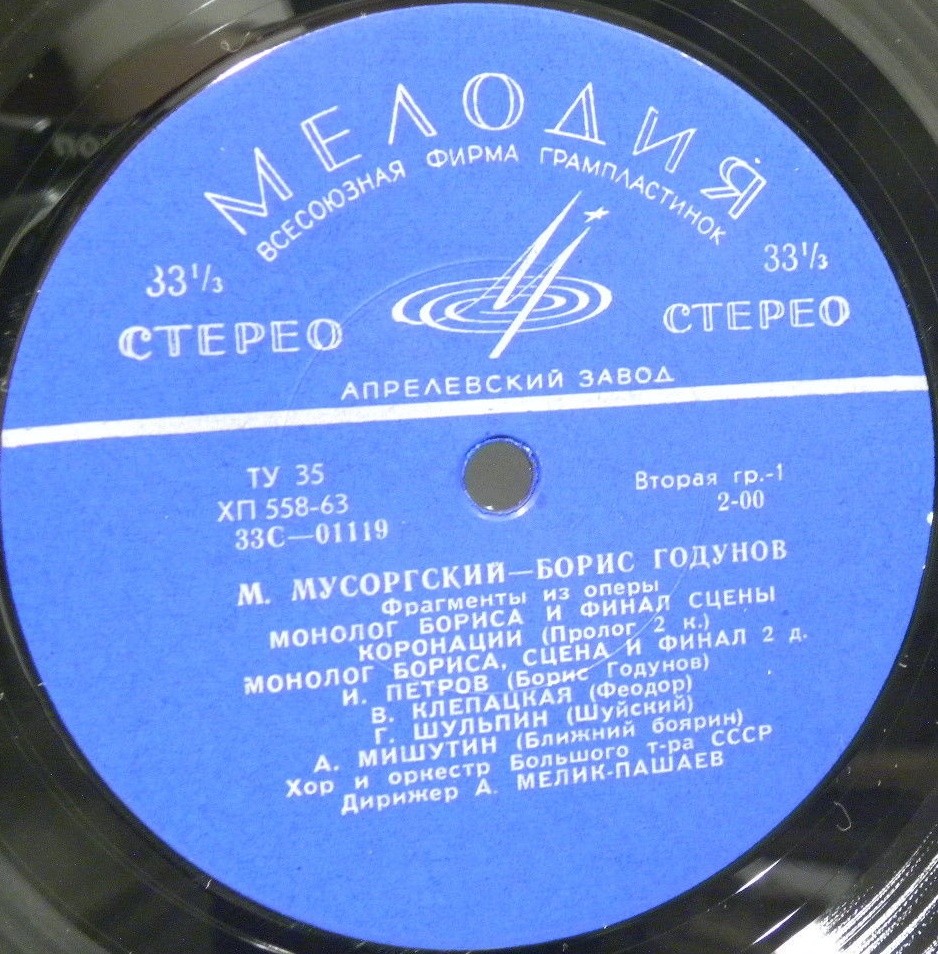 МЕЛОДИЯ
ВСЕСОЮЗНАЯ ФИРМА ГРАМПЛАСТИНОК
33⅓
33⅓
СТЕРЕО
СТЕРЕО
АПРЕЛЕВСКИЙ ЗАВОД
ТУ 35
ХП 558-63
33С—01119
Вторая гр.-1
2-00
М. МУСОРГСКИЙ—БОРИС ГОДУНОВ
Фрагменты из оперы
МОНОЛОГ БОРИСА И ФИНАЛ СЦЕНЫ
КОРОНАЦИИ (Пролог 2 к.)
МОНОЛОГ БОРИСА, СЦЕНА И ФИНАЛ 2 д.
И. ПЕТРОВ (Борис Годунов)
В. КЛЕПАЦКАЯ (Феодор)
Г. ШУЛЬПИН (Шуйский)
А. МИШУТИН (Ближний боярин)
Хор и оркестр Большого т-ра СССР
Дирижер А. МЕЛИК-ПАШАЕВ